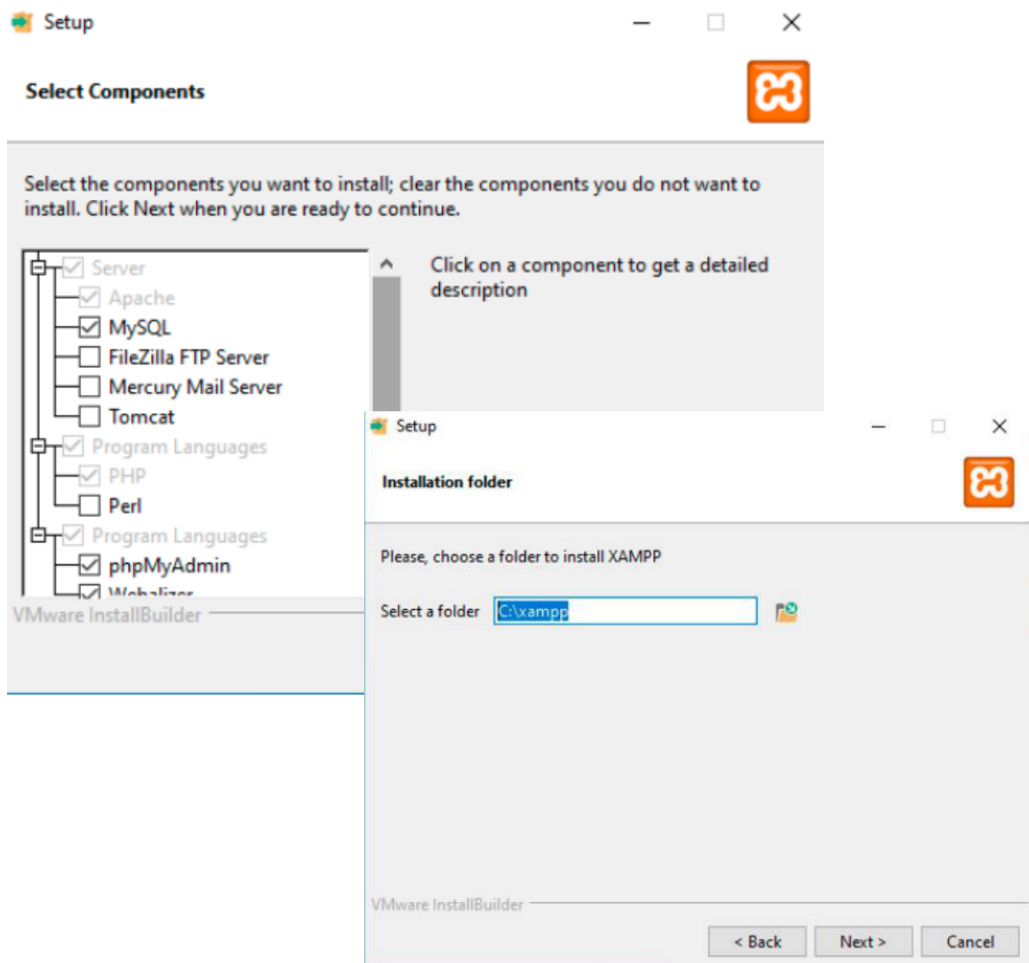 Setup
Select Components
Select the components you want to install; clear the components you do not want to
install. Click Next when you are ready to continue.
Server
Apache
MySQL
FileZilla FTP Server
Mercury Mail Server
Tomcat
Program Languages
PHP
Perl
Program Languages
phpMyAdmin
Webalizer
Click on a component to get a detailed
description
VMware InstallBuilder
Setup
Installation folder
Please, choose a folder to install XAMPP
Select a folder C:\xampp
VMware InstallBuilder
< Back Next > Cancel